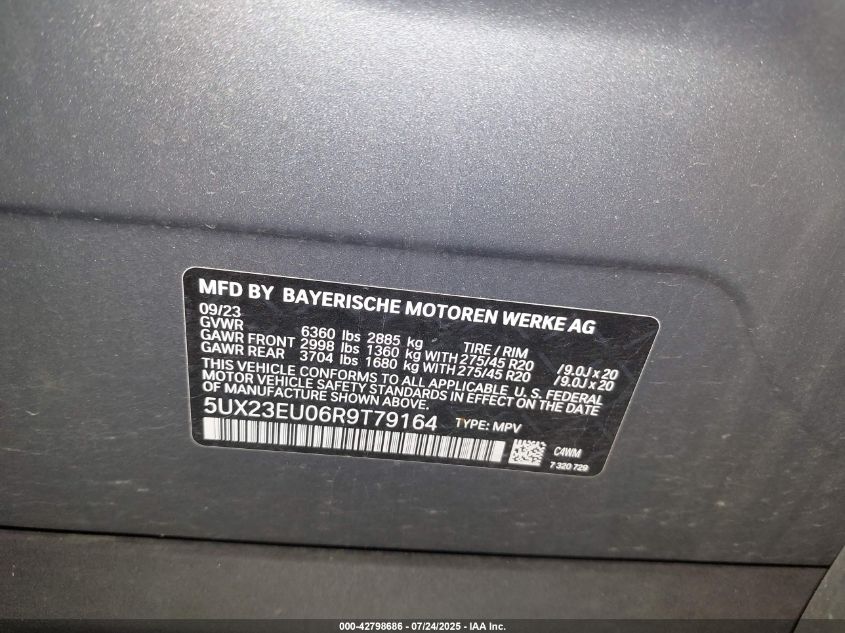 MFD BY BAYERISCHE MOTOREN WERKE AG
09/23
GVWR 6360 lbs 2885 kg TIRE / RIM
GAWR FRONT 2998 lbs 1360 kg WITH 275/45 R20 /9.0J x 20
GAWR REAR 3704 lbs 1680 kg WITH 275/45 R20 /9.0J x 20
THIS VEHICLE CONFORMS TO ALL APPLICABLE U. S. FEDERAL
MOTOR VEHICLE SAFETY STANDARDS IN EFFECT ON THE DATE
OF MANUFACTURE SHOWN ABOVE.
5UX23EU06R9T79164 TYPE: MPV
C4WM
7 320 729
000-42798686 - 07/24/2025 - IAA Inc.